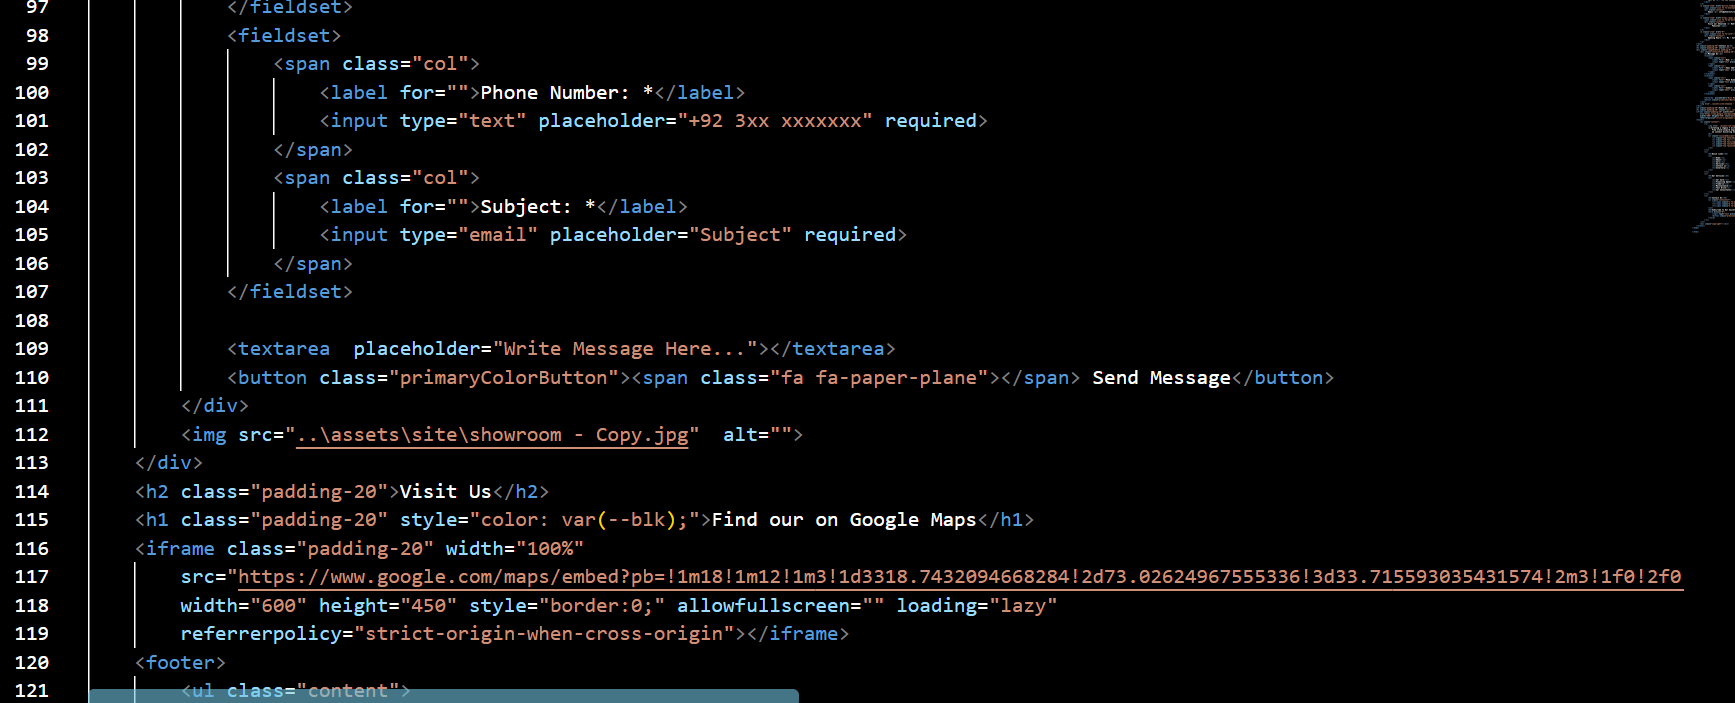 97 </fieldset>
98 <fieldset>
99 <span class="col">
100 <label for="">Phone Number: *</label>
101 <input type="text" placeholder="+92 3xx xxxxxxx" required>
102 </span>
103 <span class="col">
104 <label for="">Subject: *</label>
105 <input type="email" placeholder="Subject" required>
106 </span>
107 </fieldset>
108
109 <textarea  placeholder="Write Message Here..."></textarea>
110 <button class="primaryColorButton"><span class="fa fa-paper-plane"></span> Send Message</button>
111 </div>
112 <img src="..\assets\site\showroom - Copy.jpg"  alt="">
113 </div>
114 <h2 class="padding-20">Visit Us</h2>
115 <h1 class="padding-20" style="color: var(--blk);">Find our on Google Maps</h1>
116 <iframe class="padding-20" width="100%"
117 src="https://www.google.com/maps/embed?pb=!1m18!1m12!1m3!1d3318.7432094668284!2d73.02624967555336!3d33.715593035431574!2m3!1f0!2f0
118 width="600" height="450" style="border:0;" allowfullscreen="" loading="lazy"
119 referrerpolicy="strict-origin-when-cross-origin"></iframe>
120 <footer>
121 <ul class="content">